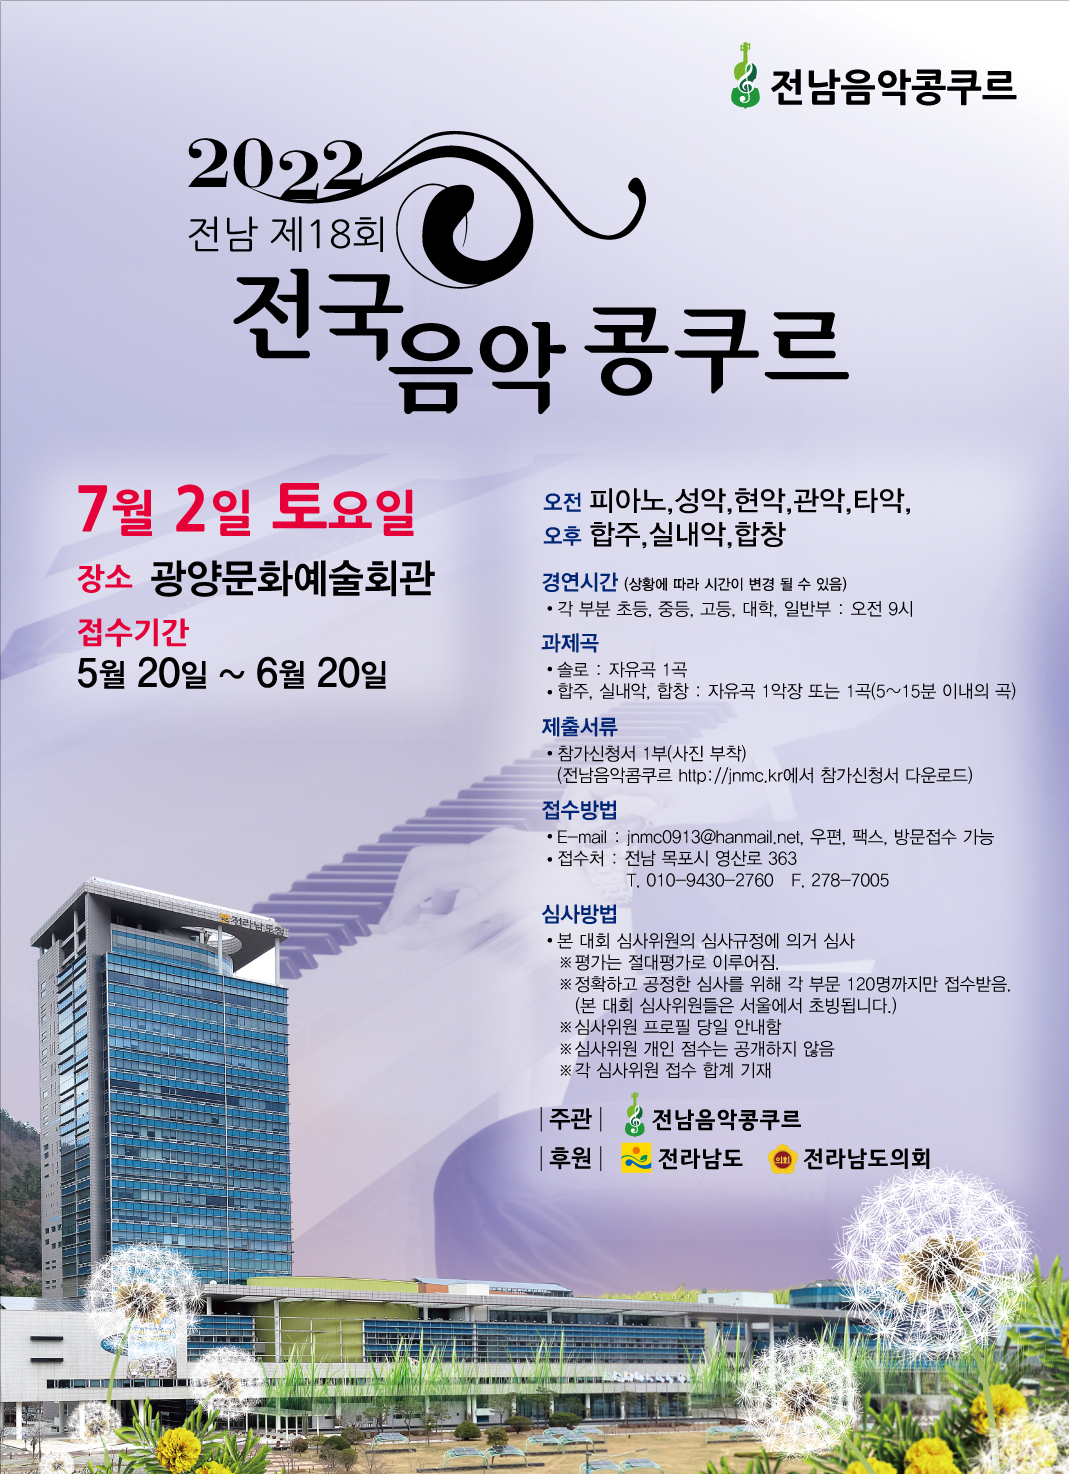 전남음악콩쿠르
2022
전남 제18회
전국음악 콩쿠르
7월 2일 토요일
장소 광양문화예술회관
접수기간
5월 20일 ~ 6월 20일
오전 피아노,성악,현악,관악,타악,
오후 합주,실내악,합창
경연시간 (상황에 따라 시간이 변경 될 수 있음)
• 각 부분 초등, 중등, 고등, 대학, 일반부 : 오전 9시
과제곡
• 솔로 : 자유곡 1곡
• 합주, 실내악, 합창 : 자유곡 1악장 또는 1곡(5~15분 이내의 곡)
제출서류
• 참가신청서 1부(사진 부착)
(전남음악콤쿠르 http://jnmc.kr에서 참가신청서 다운로드)
접수방법
• E-mail : jnmc0913@hanmail.net, 우편, 팩스, 방문접수 가능
• 접수처 : 전남 목포시 영산로 363
T. 010-9430-2760 F. 278-7005
심사방법
• 본 대회 심사위원의 심사규정에 의거 심사
※평가는 절대평가로 이루어짐.
※정확하고 공정한 심사를 위해 각 부문 120명까지만 접수받음.
(본 대회 심사위원들은 서울에서 초빙됩니다.)
※심사위원 프로필 당일 안내함
※심사위원 개인 점수는 공개하지 않음
※각 심사위원 접수 합계 기재
|주관| 전남음악콩쿠르
|후원| 전라남도 의회 전라남도의회
전라남도청